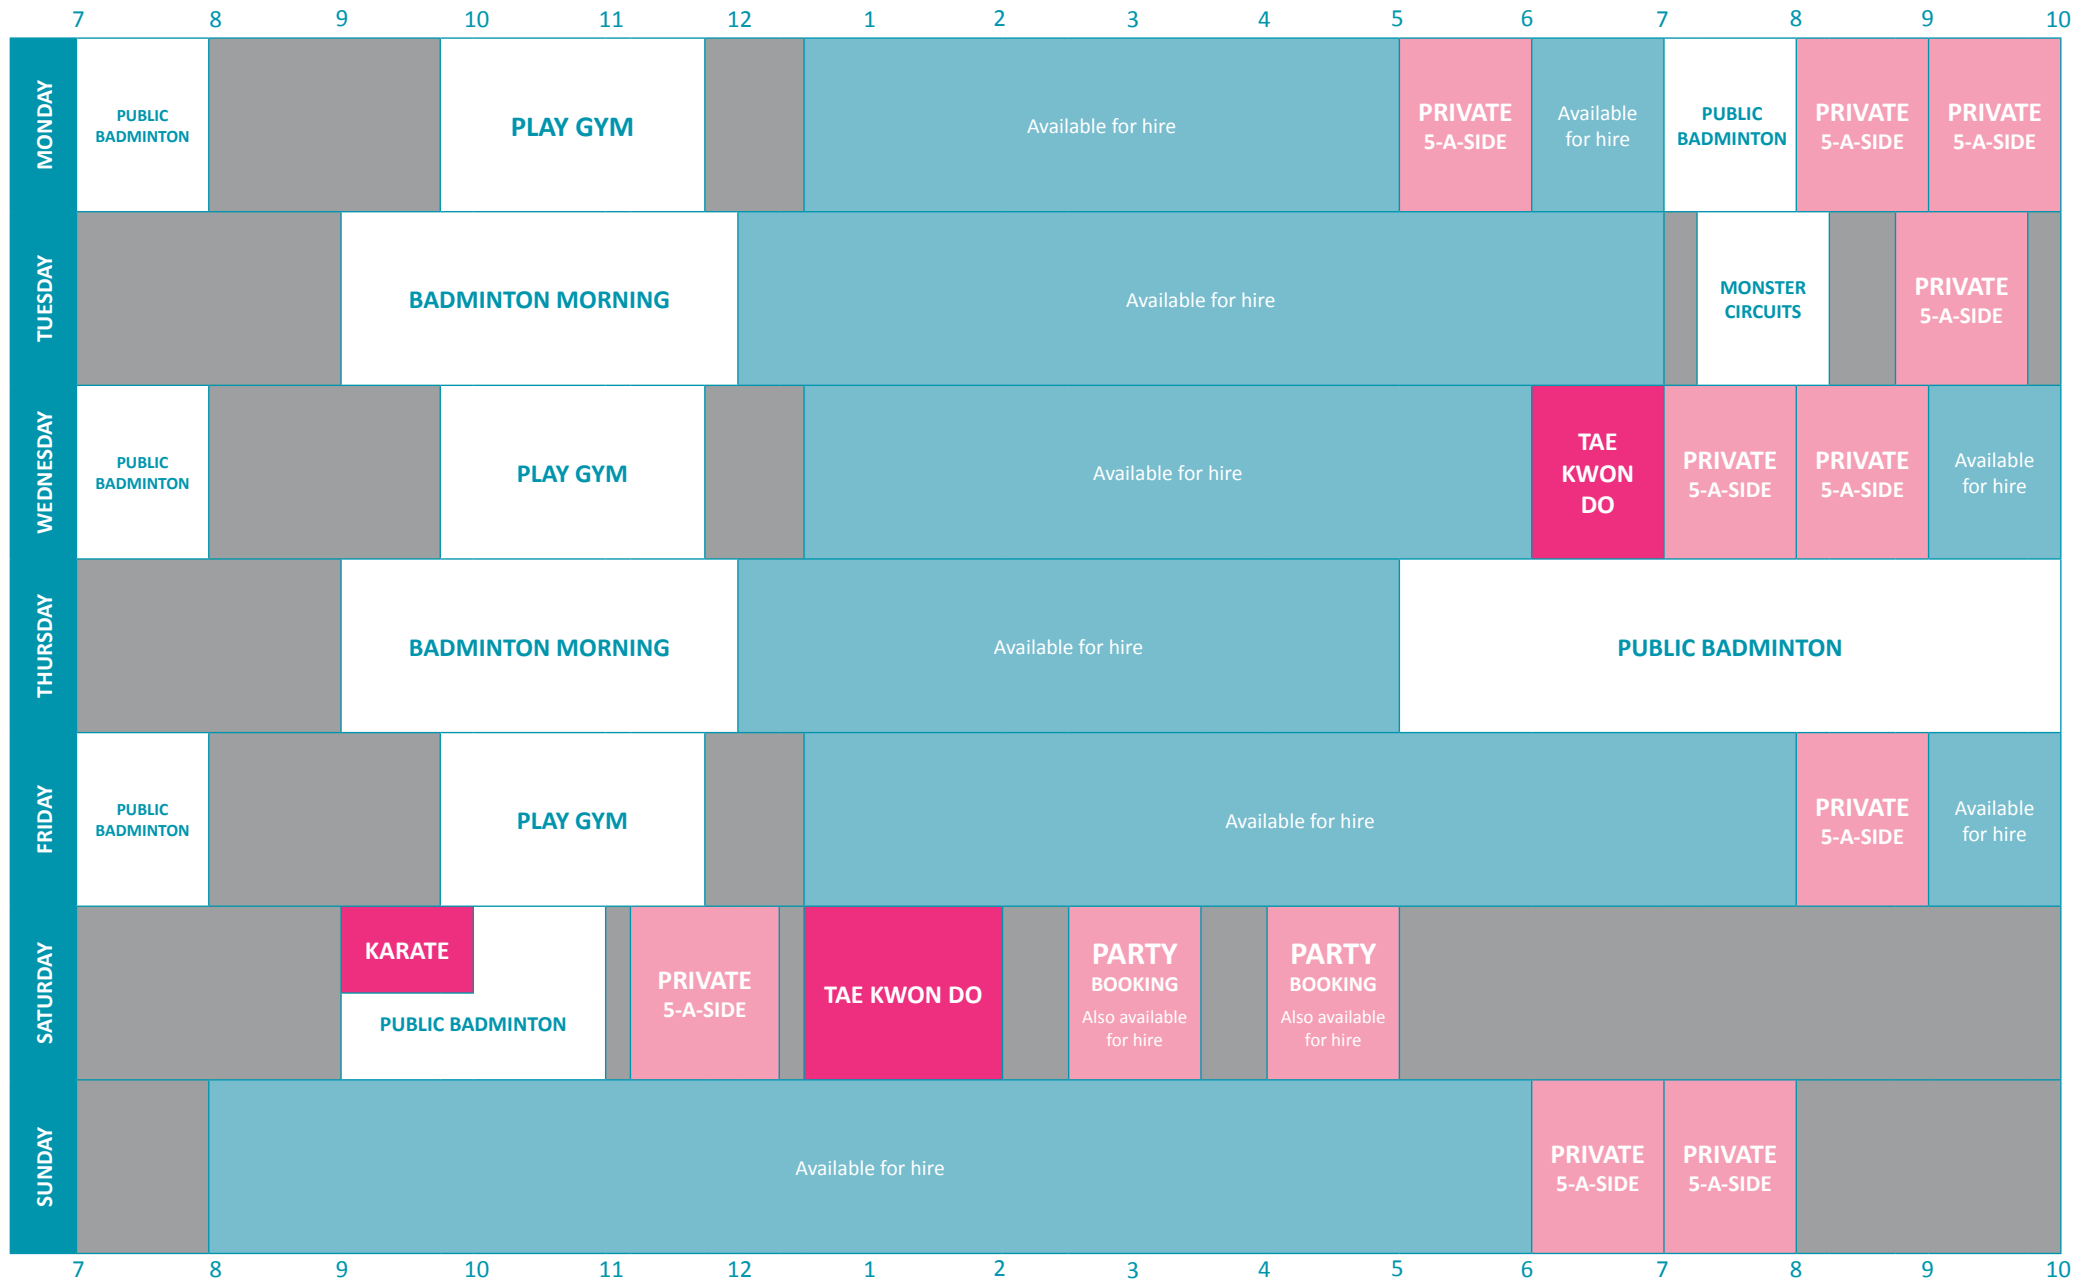 7 8 9 10 11 12 1 2 3 4 5 6 7 8 9 10
MONDAY
PUBLIC
BADMINTON
PLAY GYM
Available for hire
PRIVATE
5-A-SIDE
Available
for hire
PUBLIC
BADMINTON
PRIVATE
5-A-SIDE
PRIVATE
5-A-SIDE
TUESDAY
BADMINTON MORNING
Available for hire
MONSTER
CIRCUITS
PRIVATE
5-A-SIDE
WEDNESDAY
PUBLIC
BADMINTON
PLAY GYM
Available for hire
TAE
KWON
DO
PRIVATE
5-A-SIDE
PRIVATE
5-A-SIDE
Available
for hire
THURSDAY
BADMINTON MORNING
Available for hire
PUBLIC BADMINTON
FRIDAY
PUBLIC
BADMINTON
PLAY GYM
Available for hire
PRIVATE
5-A-SIDE
Available
for hire
SATURDAY
KARATE
PUBLIC BADMINTON
PRIVATE
5-A-SIDE
TAE KWON DO
PARTY
BOOKING
Also available
for hire
PARTY
BOOKING
Also available
for hire
SUNDAY
Available for hire
PRIVATE
5-A-SIDE
PRIVATE
5-A-SIDE
7 8 9 10 11 12 1 2 3 4 5 6 7 8 9 10